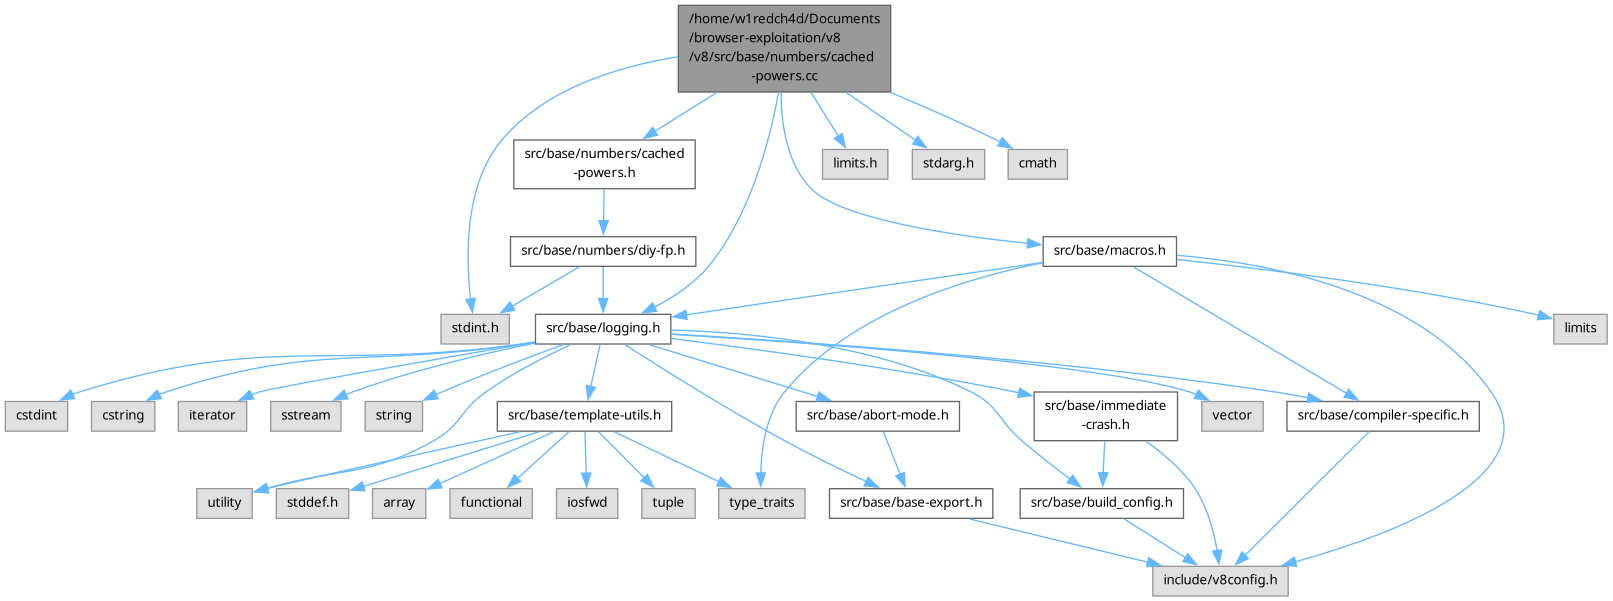 /home/w1redch4d/Documents
/browser-exploitation/v8
/v8/src/base/numbers/cached
-powers.cc
src/base/numbers/cached
-powers.h
limits.h
stdarg.h
cmath
src/base/numbers/diy-fp.h
src/base/macros.h
stdint.h
src/base/logging.h
limits
cstdint
cstring
iterator
sstream
string
src/base/template-utils.h
src/base/abort-mode.h
src/base/immediate
-crash.h
vector
src/base/compiler-specific.h
utility
stddef.h
array
functional
iosfwd
tuple
type_traits
src/base/base-export.h
src/base/build_config.h
include/v8config.h